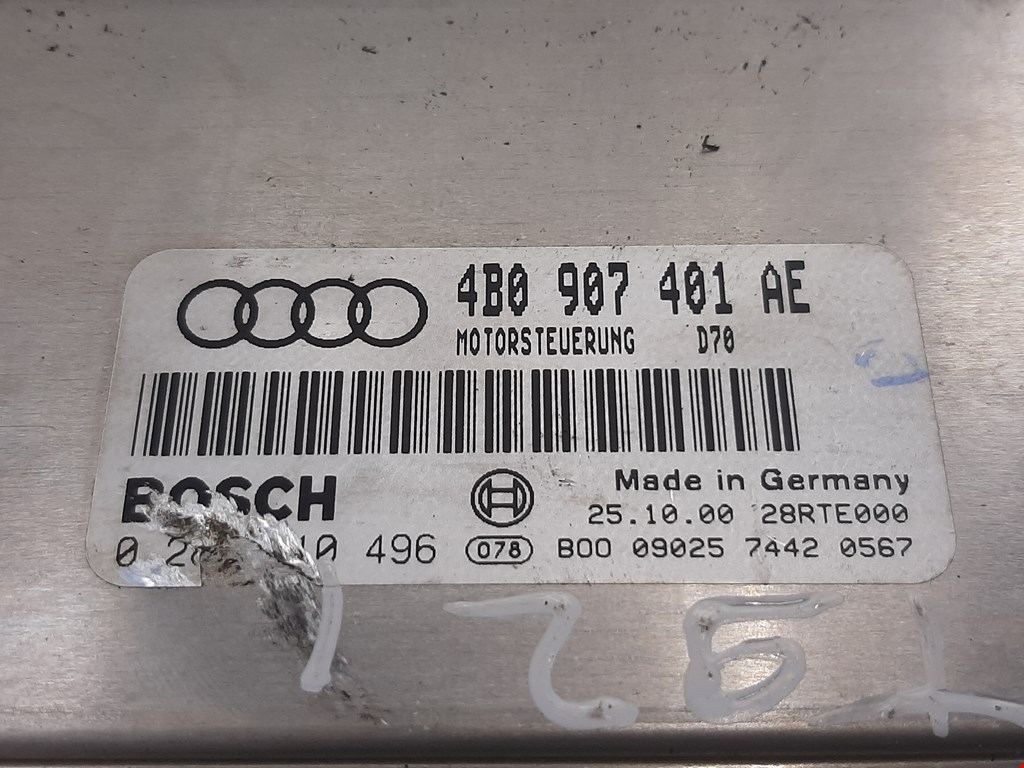 4B0 907 401 AE
MOTORSTEUERUNG D70
BOSCH
Made in Germany
25.10.00 28RTE000
496 078 B00 09025 7442 0567